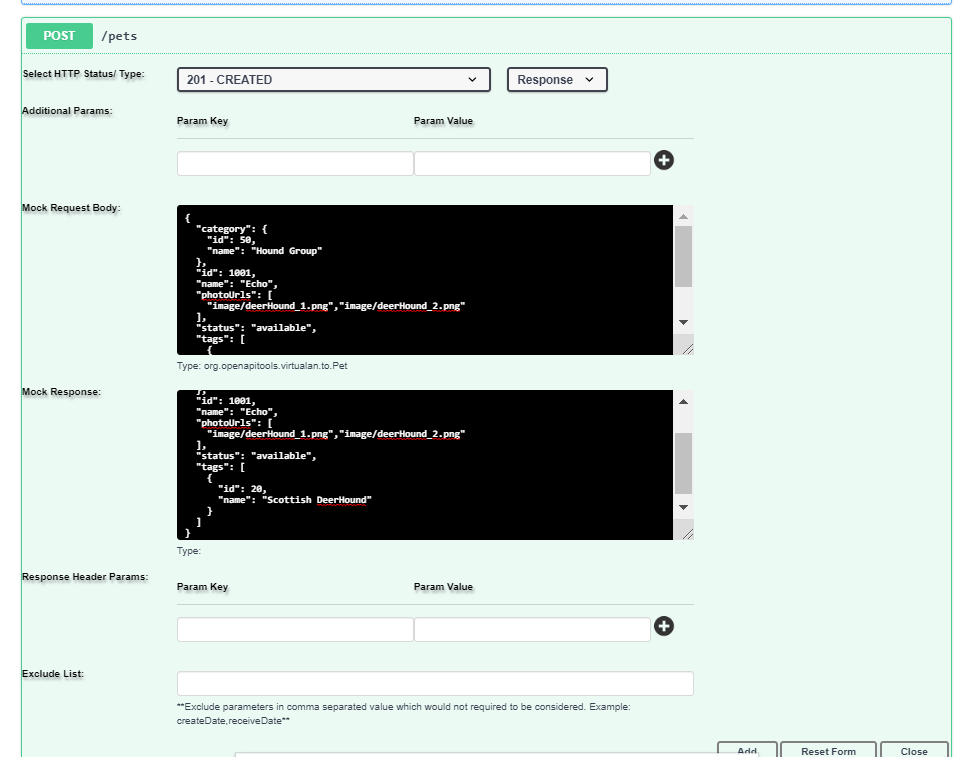 POST /pets
Select HTTP Status/ Type:
201 - CREATED
Response
Additional Params:
Param Key
Param Value
Mock Request Body:
{
"category": {
"id": 50,
"name": "Hound Group"
},
"id": 1001,
"name": "Echo",
"photoUrls": [
"image/deerHound_1.png","image/deerHound_2.png"
],
"status": "available",
"tags": [
{
Type: org.openapitools.virtualan.to.Pet
Mock Response:
},
"id": 1001,
"name": "Echo",
"photoUrls": [
"image/deerHound_1.png","image/deerHound_2.png"
],
"status": "available",
"tags": [
{
"id": 20,
"name": "Scottish DeerHound"
}
]
}
Type:
Response Header Params:
Param Key
Param Value
Exclude List:
**Exclude parameters in comma separated value which would not required to be considered. Example:
createDate,receiveDate**
Add
Reset Form
Close